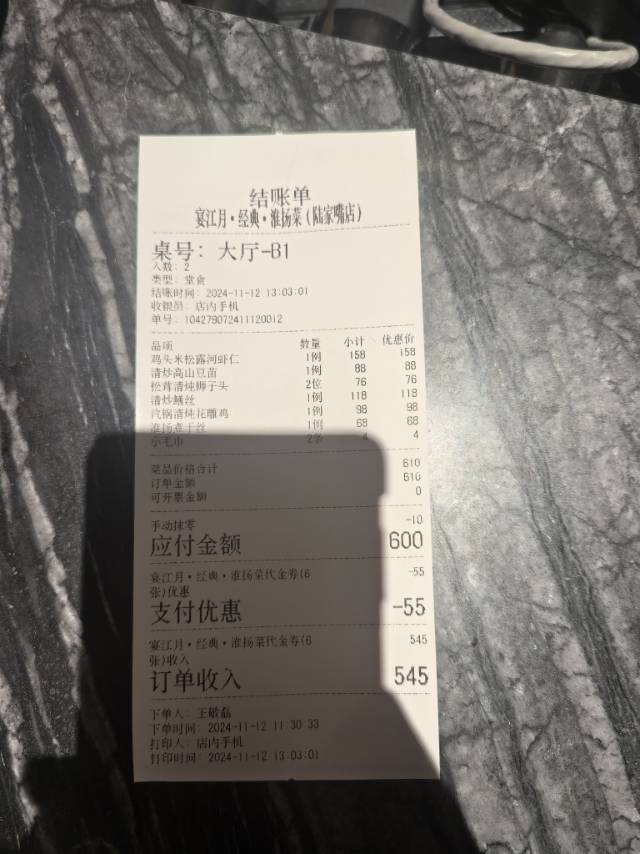 结账单
宴江月·经典·淮扬菜(陆家嘴店)
桌号: 大厅-B1
人数: 2
类型: 堂食
结账时间: 2024-11-12 13:03:01
收银员: 店内手机
单号: 104279072411120012
品项 数量 小计 优惠价
鸡头米松露河虾仁 1例 158 158
清炒高山豆苗 1例 88 88
松茸清炖狮子头 2位 76 76
清炒鳝丝 1例 118 118
汽锅清炖花雕鸡 1例 98 98
淮扬煮干丝 1例 68 68
小毛巾 2条 4 4
菜品价格合计 610
订单金额 610
可开票金额 0
手动抹零 -10
应付金额 600
宴江月·经典·淮扬菜代金券(6 -55
张)优惠
支付优惠 -55
宴江月·经典·淮扬菜代金券(6 545
张)收入
订单收入 545
下单人: 王敏磊
下单时间: 2024-11-12 11:30:33
打印人: 店内手机
打印时间: 2024-11-12 13:03:01